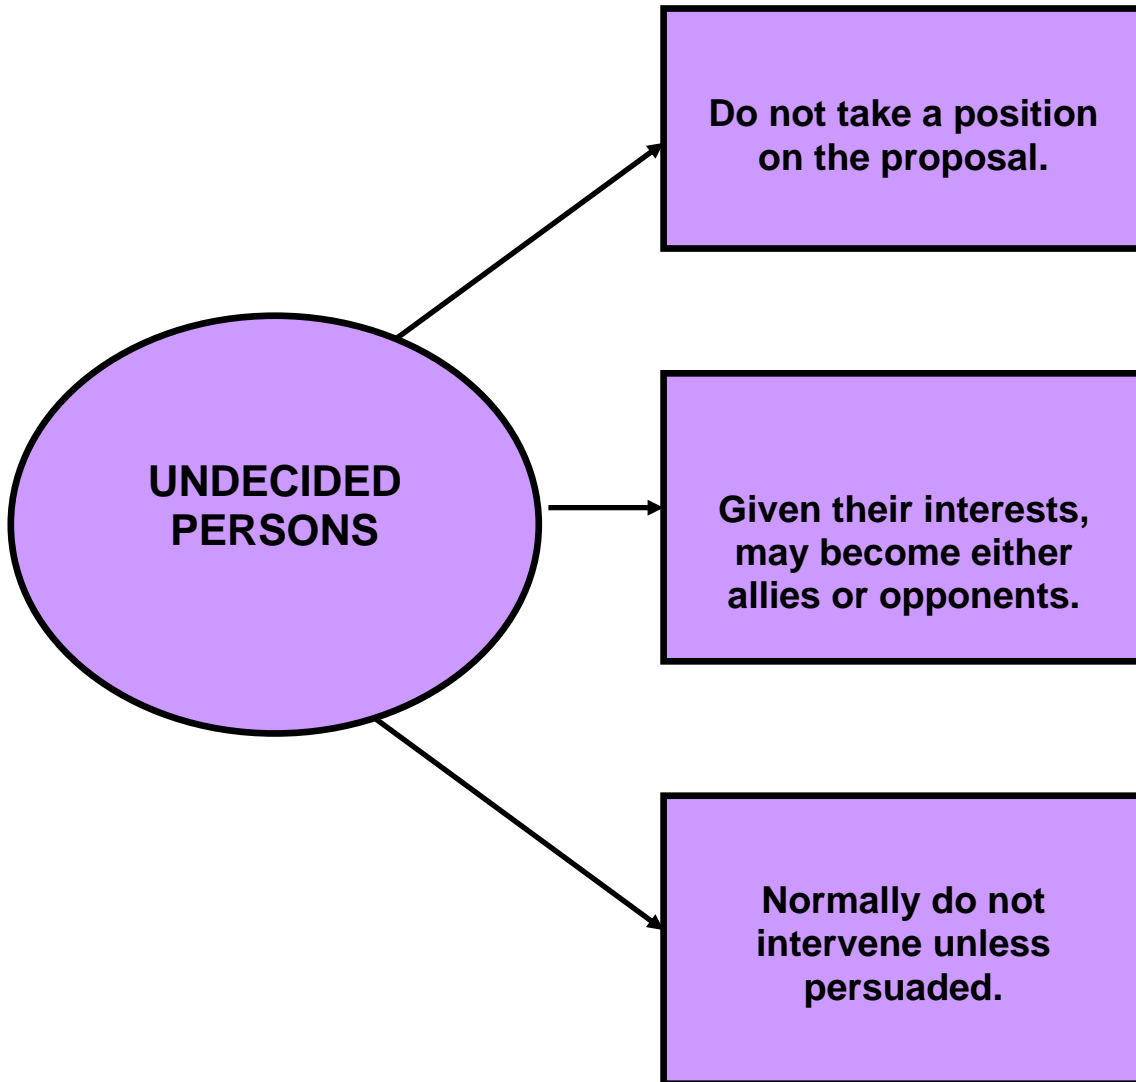 Do not take a position
on the proposal.
UNDECIDED
PERSONS
Given their interests,
may become either
allies or opponents.
Normally do not
intervene unless
persuaded.